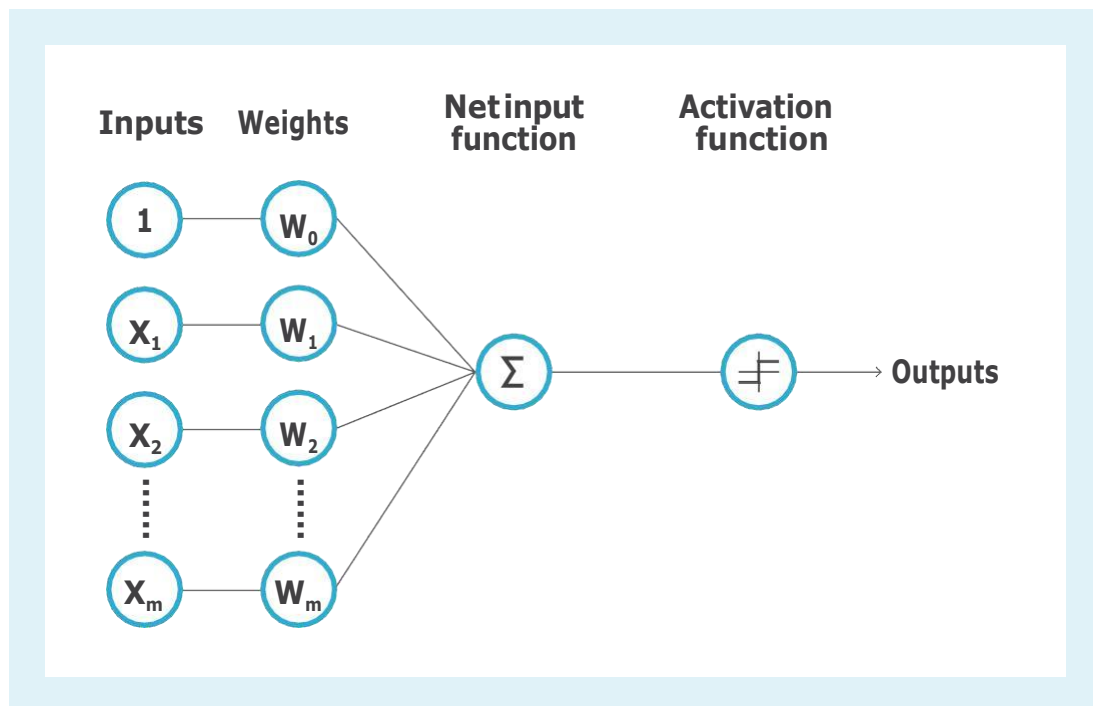 Inputs Weights Net input function Activation function
1 W₀
X₁ W₁
Σ Outputs
X₂ W₂
Xₘ Wₘ